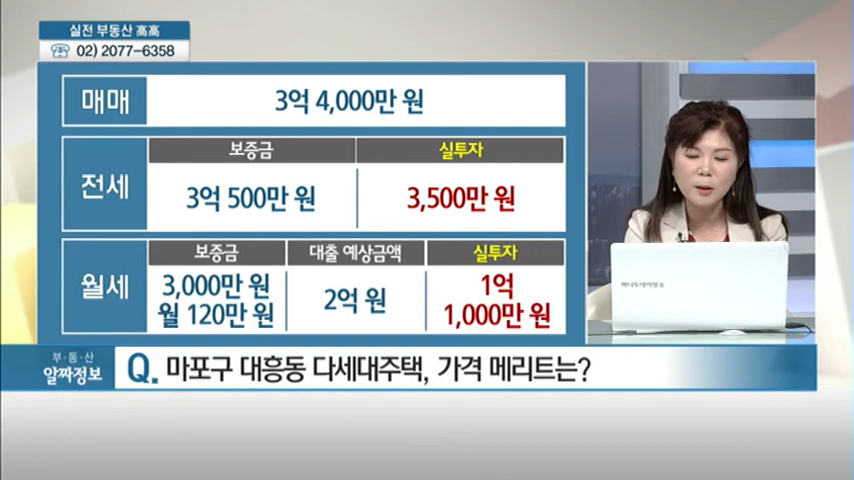 실전 부동산 高高
02) 2077-6358
매매
3억 4,000만 원
전세
보증금
실투자
3억 500만 원
3,500만 원
월세
보증금
대출 예상금액
실투자
3,000만 원
월 120만 원
2억 원
1억
1,000만 원
부·동·산
알짜정보
Q. 마포구 대흥동 다세대주택, 가격 메리트는?